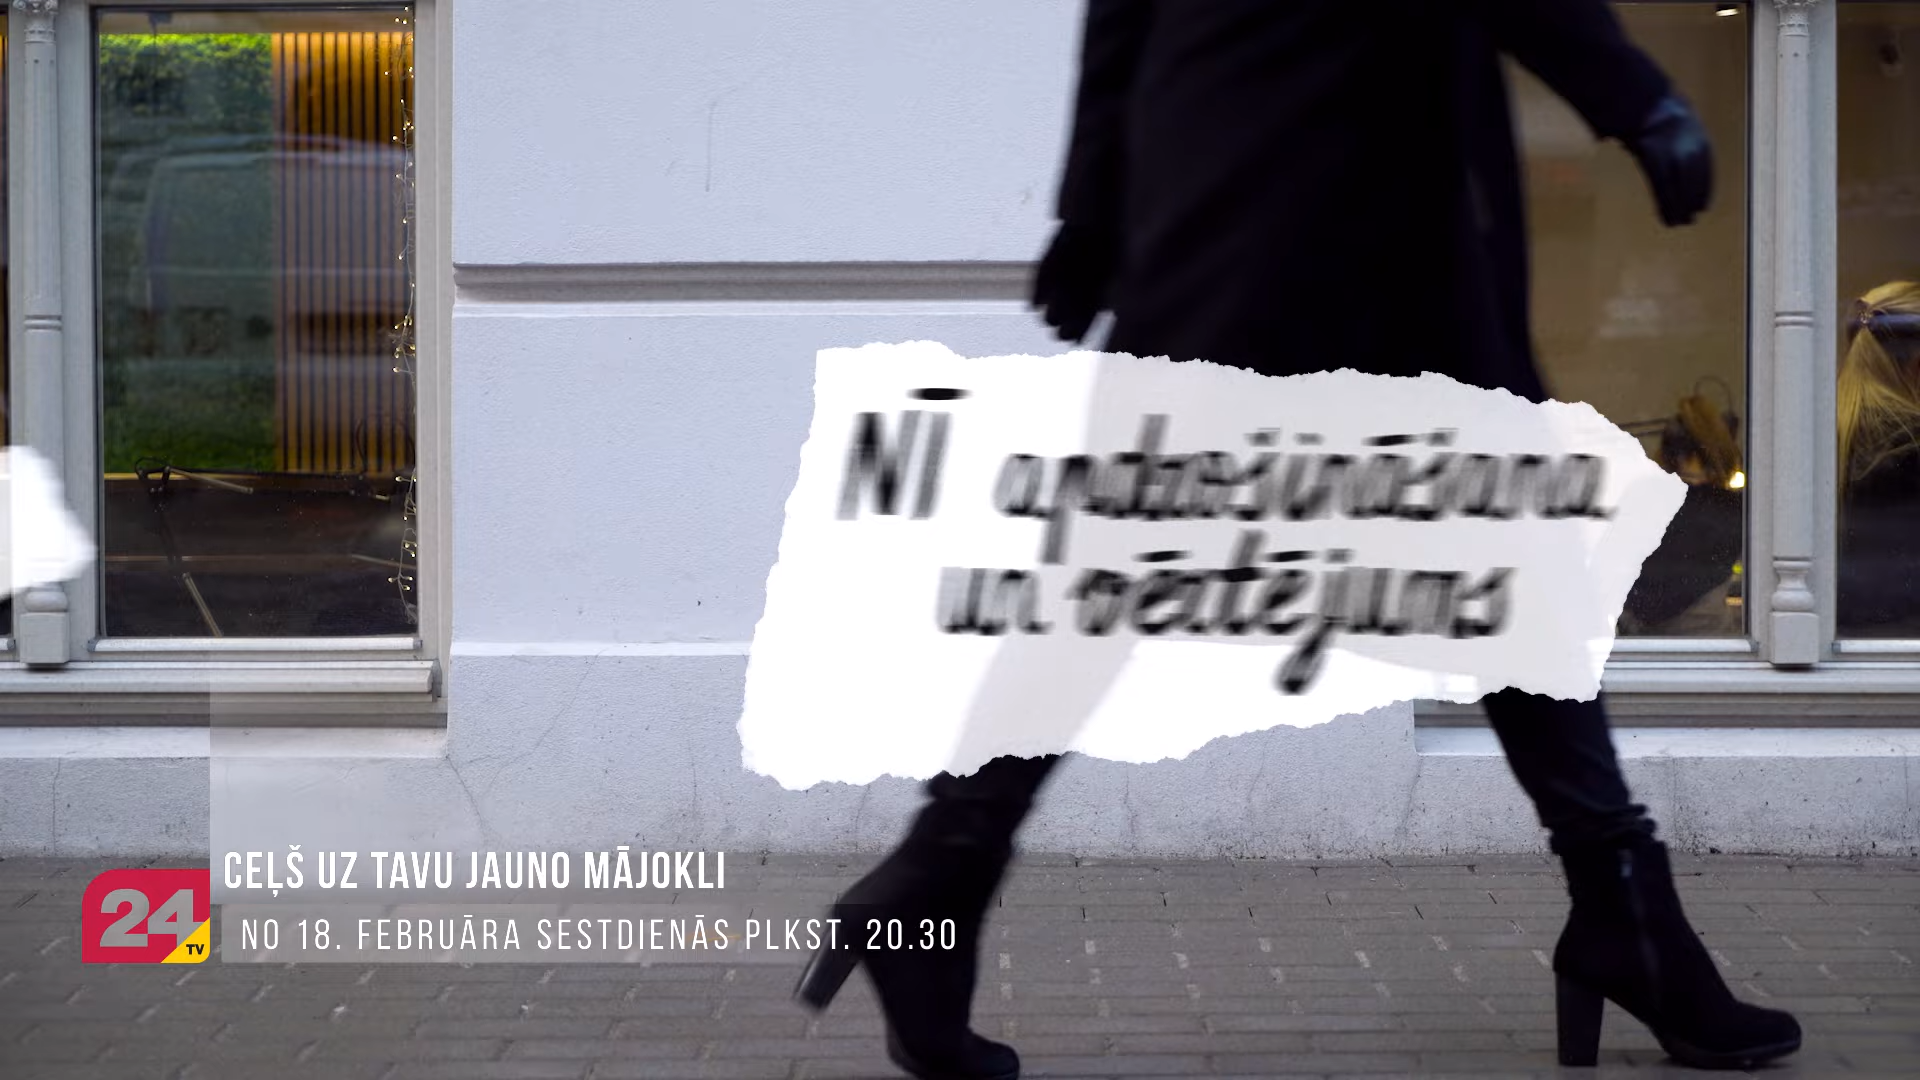 NĪ apdrošināšana
un vērtējums
CEĻŠ UZ TAVU JAUNO MĀJOKLI
24
TV
NO 18. FEBRUĀRA SESTDIENĀS PLKST. 20.30